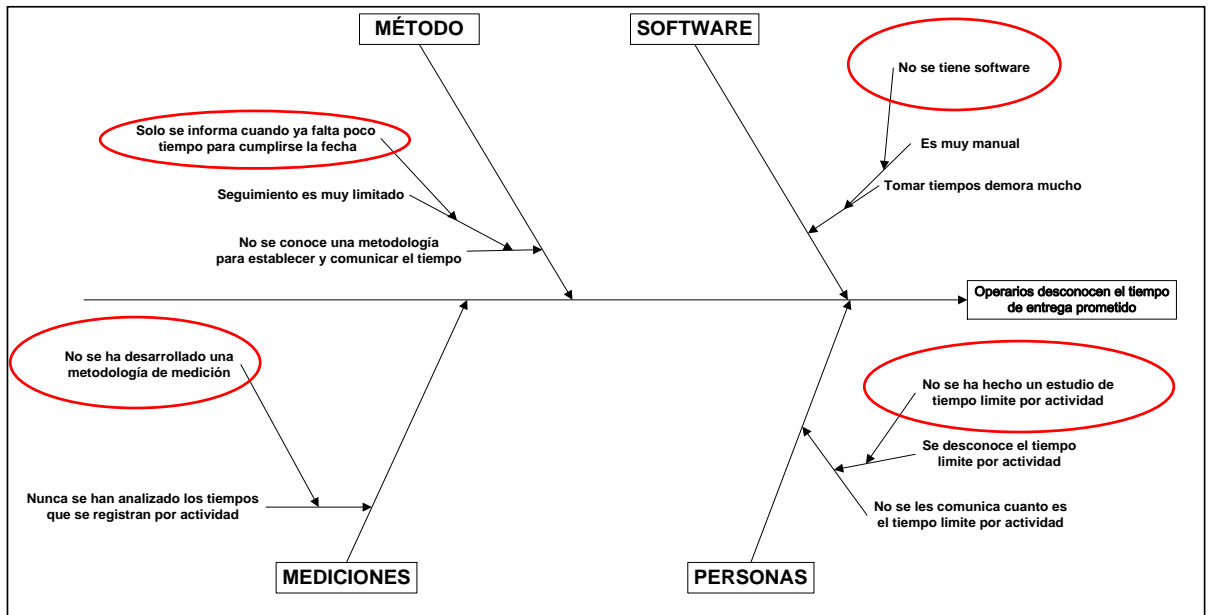 MÉTODO
SOFTWARE
No se tiene software
Solo se informa cuando ya falta poco
tiempo para cumplirse la fecha
Es muy manual
Seguimiento es muy limitado
Tomar tiempos demora mucho
No se conoce una metodología
para establecer y comunicar el tiempo
Operarios desconocen el tiempo
de entrega prometido
No se ha desarrollado una
metodología de medición
No se ha hecho un estudio de
tiempo limite por actividad
Se desconoce el tiempo
limite por actividad
Nunca se han analizado los tiempos
que se registran por actividad
No se les comunica cuanto es
el tiempo limite por actividad
MEDICIONES
PERSONAS